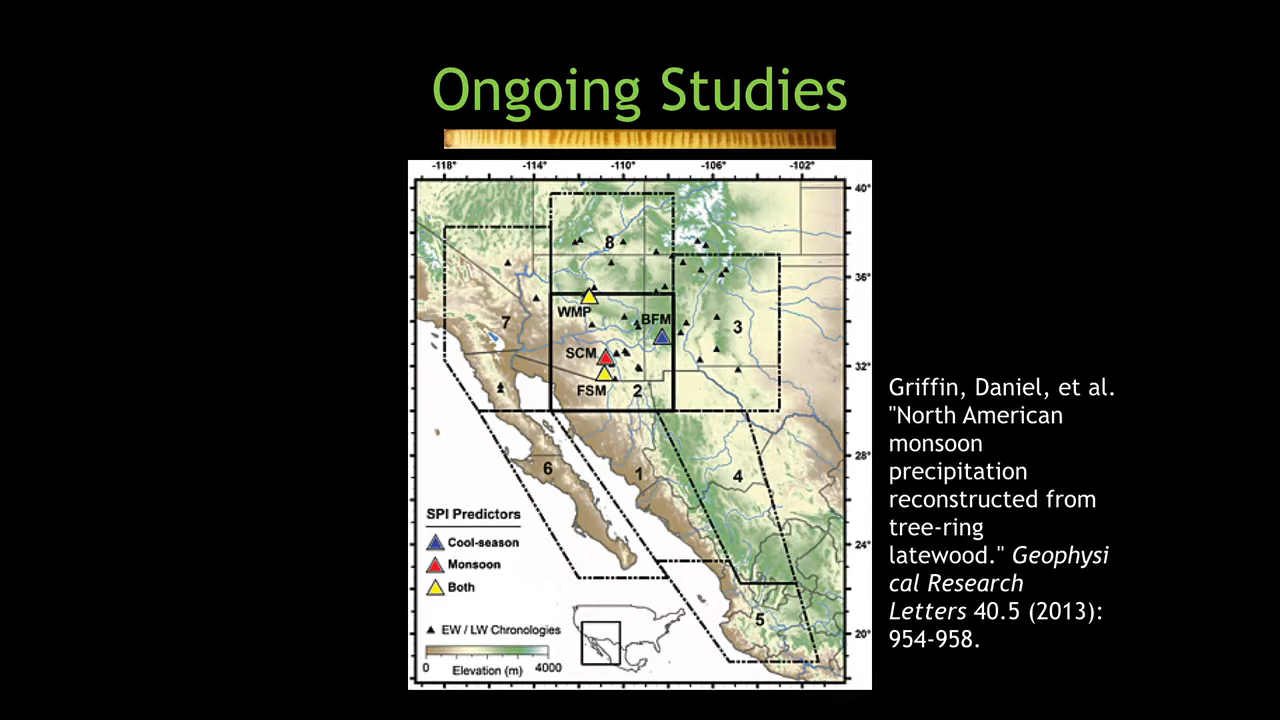 Ongoing Studies
-118° -114° -110° -106° -102°
40°
8
36°
WMP
BFM
7
3
SCM
32°
FSM
2
28°
6
1
4
SPI Predictors
Cool-season
24°
Monsoon
Both
5
EW / LW Chronologies
20°
0 4000
Elevation (m)
Griffin, Daniel, et al.
"North American
monsoon
precipitation
reconstructed from
tree-ring
latewood." Geophysi
cal Research
Letters 40.5 (2013):
954-958.